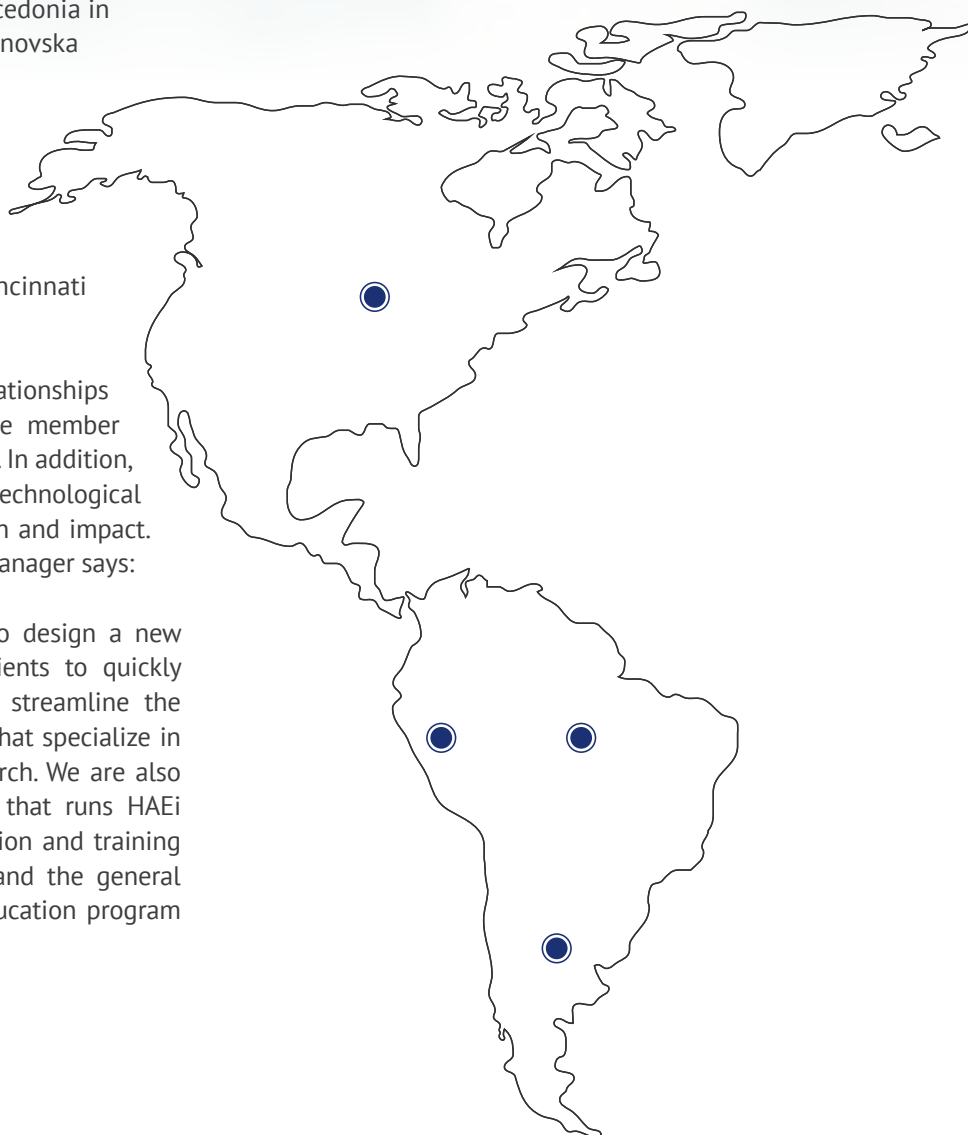 cedonia in
novska
ncinnati
ationships
e member
. In addition,
echnological
n and impact.
anager says:
o design a new
ients to quickly
streamline the
hat specialize in
rch. We are also
that runs HAEi
ion and training
and the general
ucation program